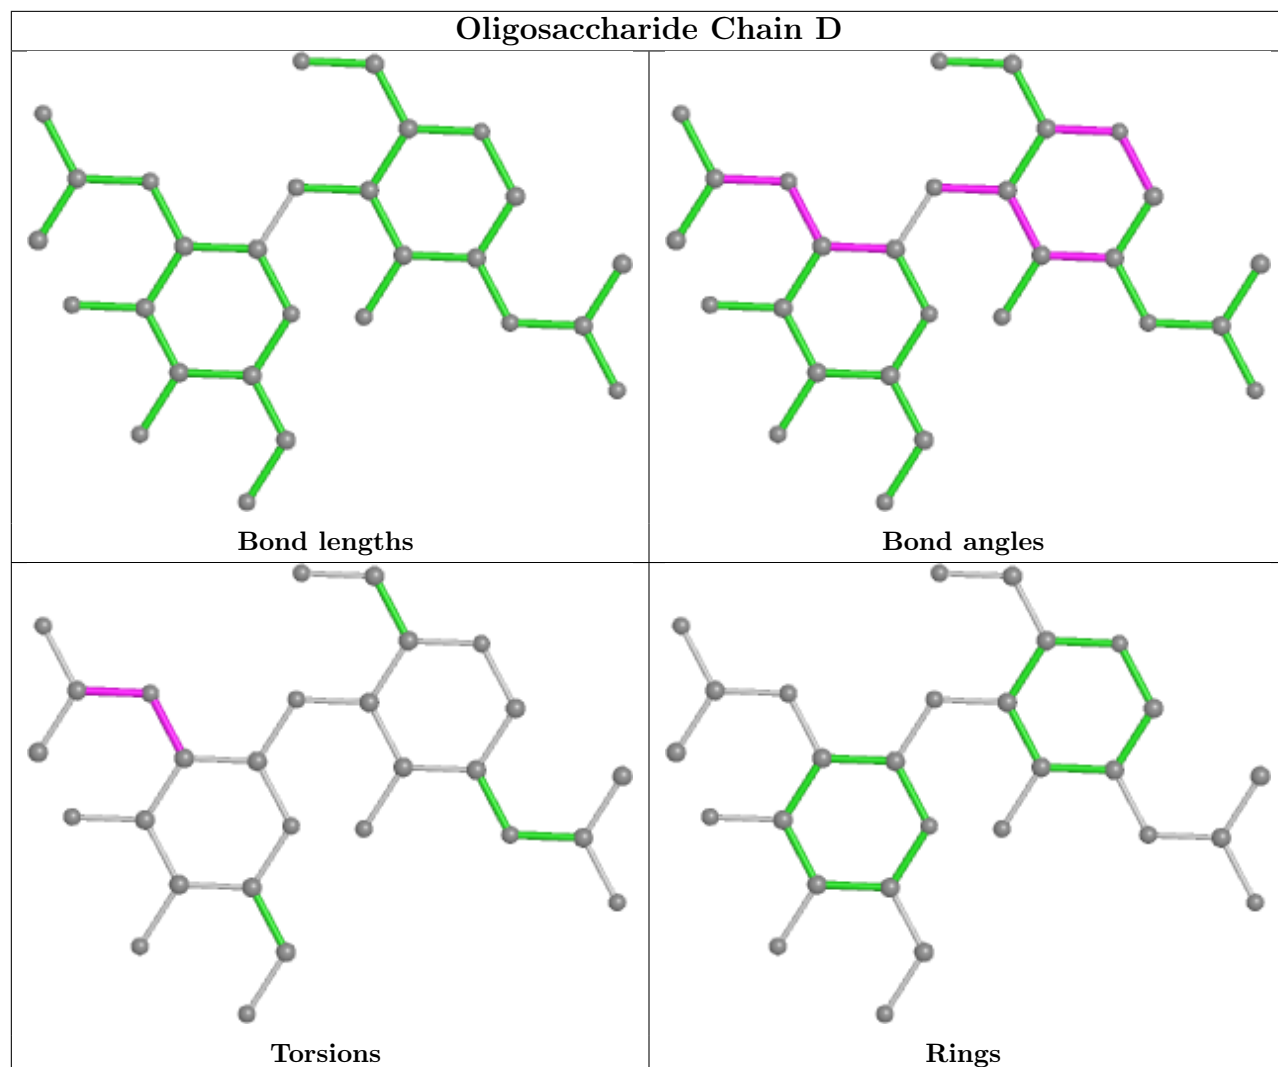 Oligosaccharide Chain D
Bond lengths
Bond angles
Torsions
Rings